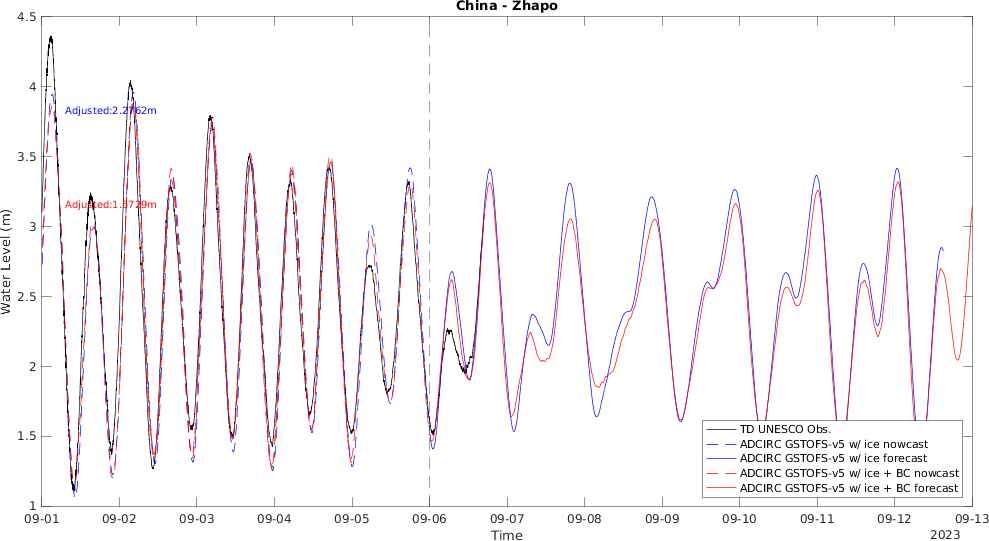 China - Zhapo
4.5
4
3.5
3
2.5
2
1.5
1
Water Level (m)
Adjusted:2.2762m
TD UNESCO Obs.
ADCIRC GSTOFS-v5 w/ ice nowcast
ADCIRC GSTOFS-v5 w/ ice forecast
ADCIRC GSTOFS-v5 w/ ice + BC nowcast
ADCIRC GSTOFS-v5 w/ ice + BC forecast
09-01 09-02 09-03 09-04 09-05 09-06 09-07 09-08 09-09 09-10 09-11 09-12 09-13
Time
2023